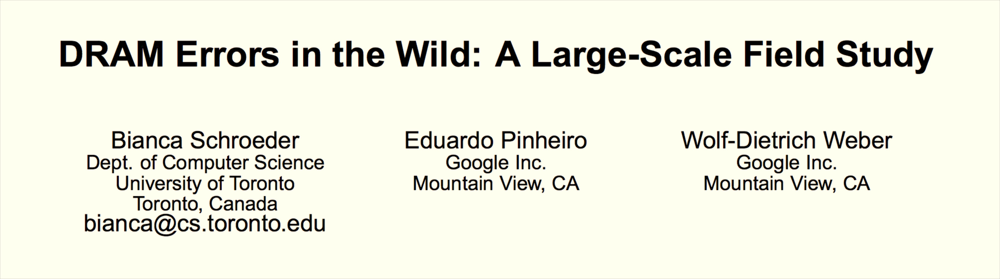 DRAM Errors in the Wild: A Large-Scale Field Study
Bianca Schroeder
Dept. of Computer Science
University of Toronto
Toronto, Canada
bianca@cs.toronto.edu
Eduardo Pinheiro
Google Inc.
Mountain View, CA
Wolf-Dietrich Weber
Google Inc.
Mountain View, CA